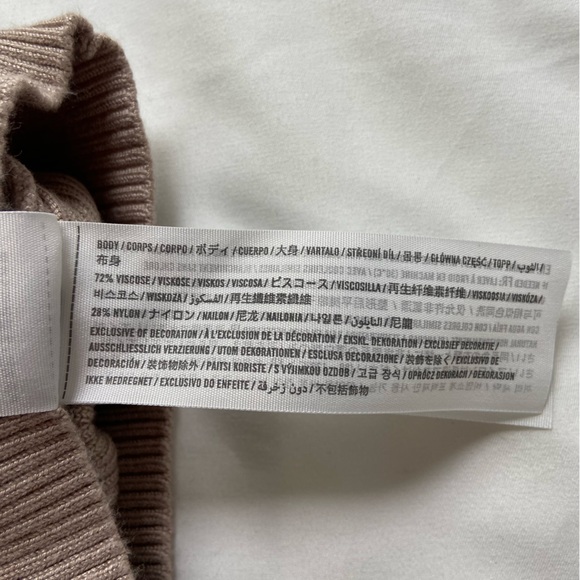 BODY / CORPS / CORPO / ボディ / CUERPO / 大身 / VARTALO / STŘEDNÍ DÍL / 몸통 / GŁÓWNA CZĘŚĆ / TOPP / الثوب /
布身
72% VISCOSE / VISKOSE / VISKOS / VISCOSA / ビスコース / VISCOSILLA / 再生纤维素纤维 / VISKOOSIA / VISKÓZA /
비스코스 / WISKOZA / الفسكوز / 再生纖維素纖維
28% NYLON / ナイロン / NAILON / 尼龙 / NAILONIA / 나일론 / النايلون / 尼龍
EXCLUSIVE OF DECORATION / À L'EXCLUSION DE LA DÉCORATION / EKSKL. DEKORATION / EXCLUSIEF DECORATIE /
AUSSCHLIESSLICH VERZIERUNG / UTOM DEKORATIONEN / ESCLUSA DECORAZIONE / 装飾を除く / EXCLUSIVO DE
DECORACIÓN / 装饰物除外 / PAITSI KORISTE / S VÝJIMKOU OZDOB / 고급 장식 / OPRÓCZ DEKORACJI / DEKORASJON
IKKE MEDREGNET / EXCLUSIVO DO ENFEITE / دون زخرفة / 不包括飾物